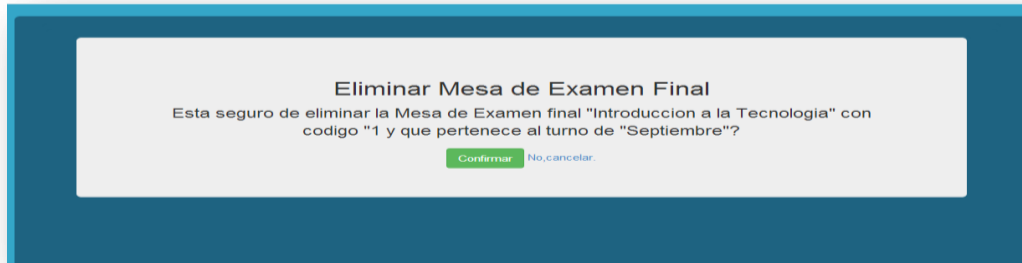 Eliminar Mesa de Examen Final
Esta seguro de eliminar la Mesa de Examen final "Introduccion a la Tecnologia" con
codigo "1 y que pertenece al turno de "Septiembre"?
Confirmar No,cancelar.